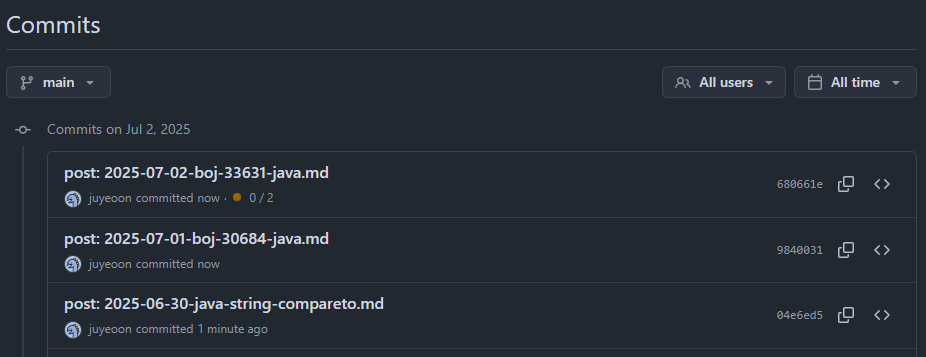 Commits
main
All users
All time
Commits on Jul 2, 2025
post: 2025-07-02-boj-33631-java.md
juyeoon committed now · 0 / 2
680661e
post: 2025-07-01-boj-30684-java.md
juyeoon committed now
9840031
post: 2025-06-30-java-string-compareto.md
juyeoon committed 1 minute ago
04e6ed5